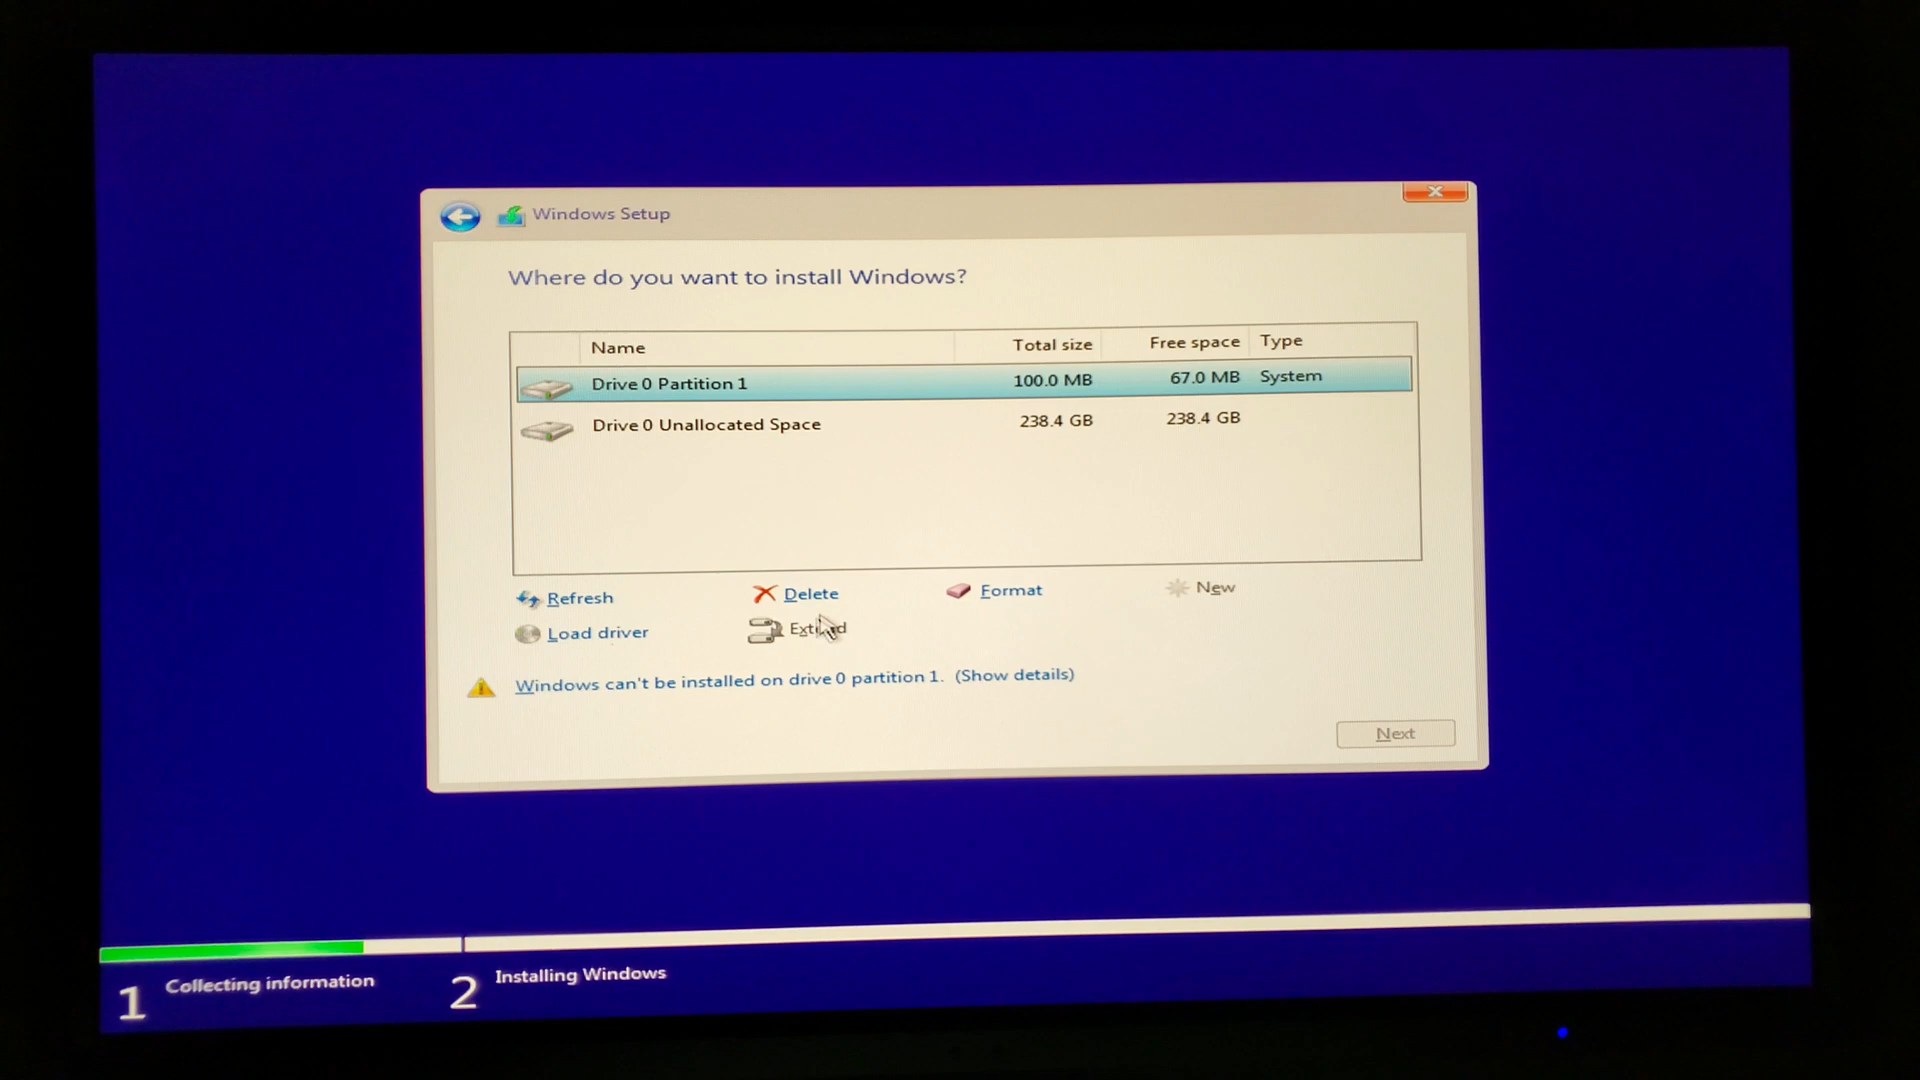 Windows Setup
Where do you want to install Windows?
Name Total size Free space Type
Drive 0 Partition 1 100.0 MB 67.0 MB System
Drive 0 Unallocated Space 238.4 GB 238.4 GB
Refresh Delete Format New
Load driver Extend
Windows can't be installed on drive 0 partition 1. (Show details)
Next
1 Collecting information 2 Installing Windows